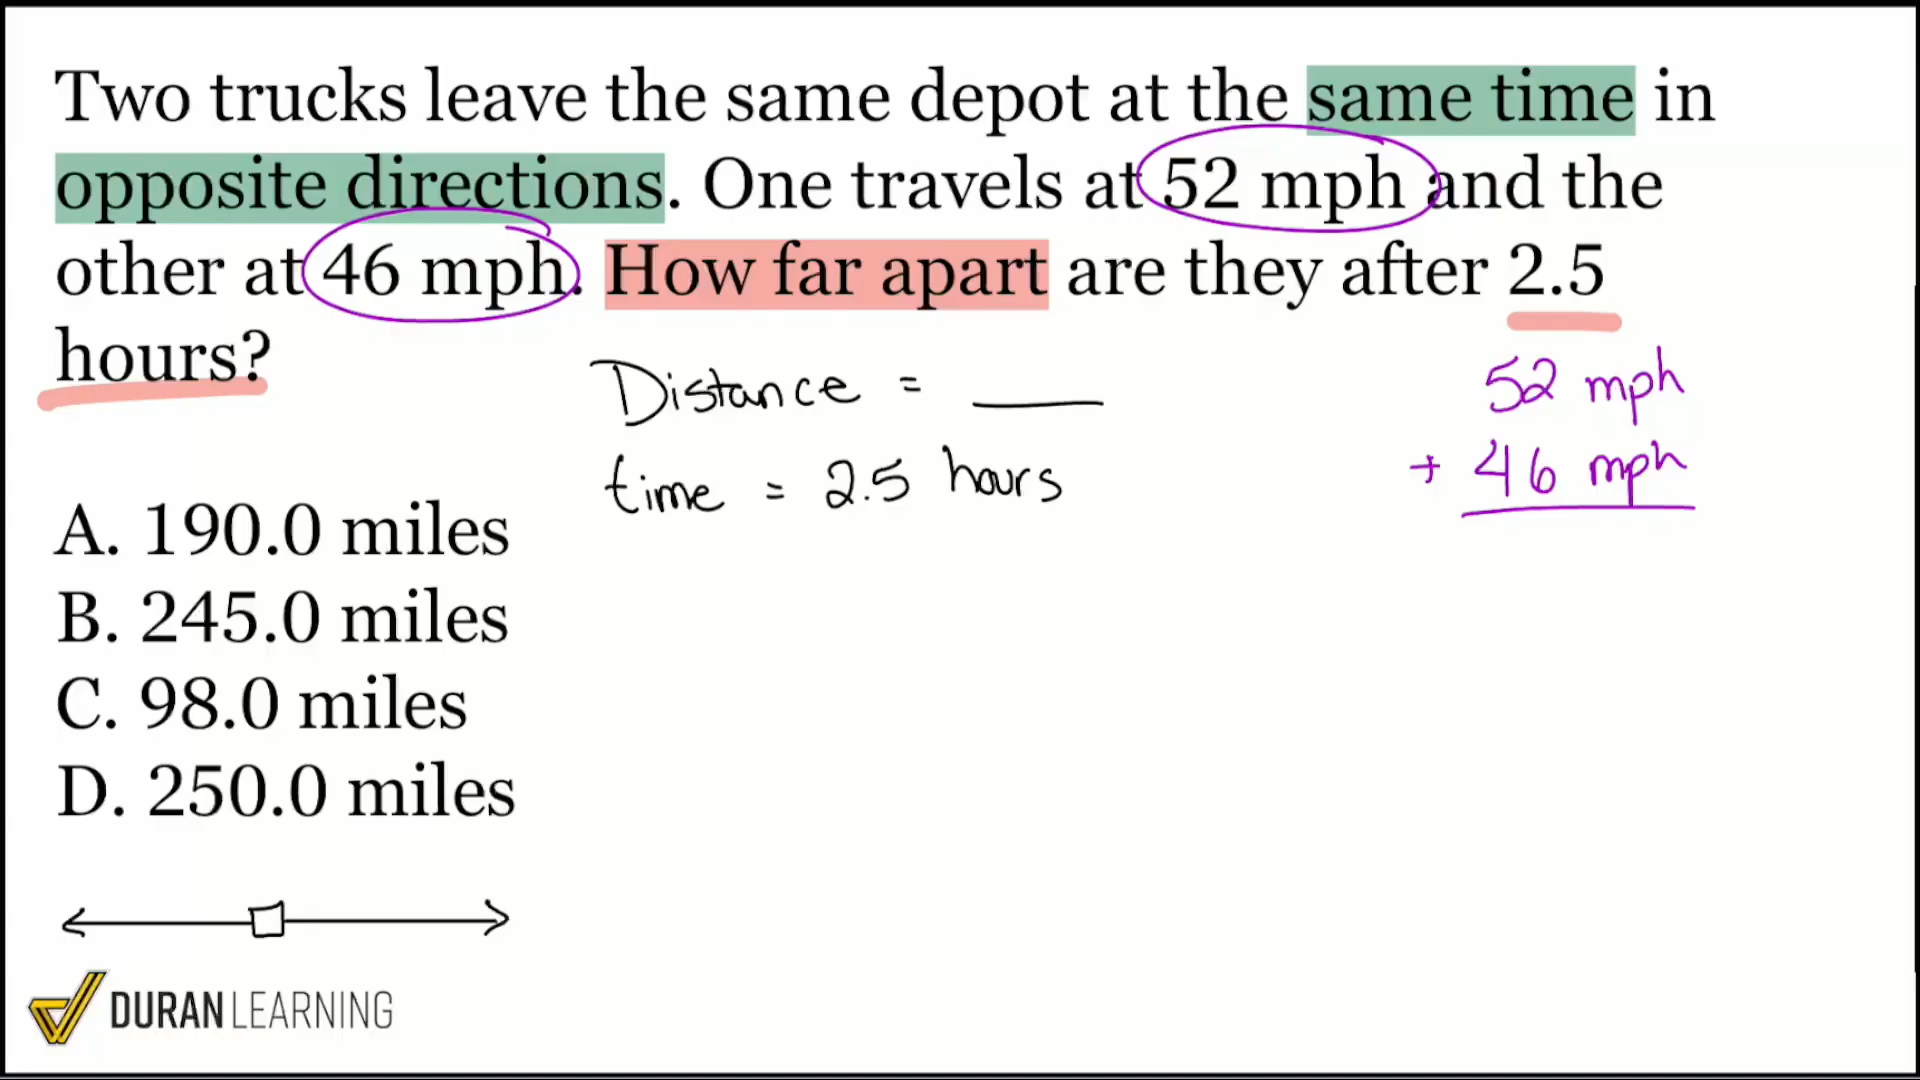 Two trucks leave the same depot at the same time in
opposite directions. One travels at 52 mph and the
other at 46 mph. How far apart are they after 2.5
hours?
Distance = ____
time = 2.5 hours
52 mph
+ 46 mph
A. 190.0 miles
B. 245.0 miles
C. 98.0 miles
D. 250.0 miles
DURAN LEARNING